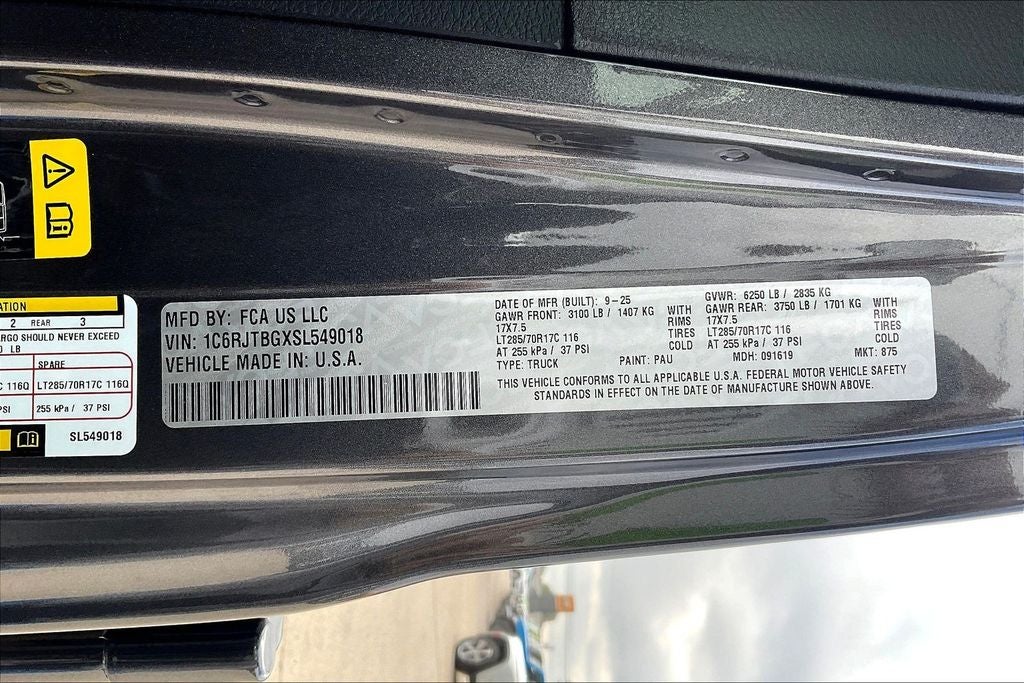 ATION
2 REAR 3
RGO SHOULD NEVER EXCEED
LB
SPARE
C 116Q LT285/70R17C 116Q
PSI 255 kPa / 37 PSI
SL549018
MFD BY: FCA US LLC
VIN: 1C6RJTBGXSL549018
VEHICLE MADE IN U.S.A.
DATE OF MFR (BUILT): 9-25 GVWR: 6250 LB / 2835 KG
GAWR FRONT: 3100 LB / 1407 KG WITH GAWR REAR: 3750 LB / 1701 KG WITH
17X7.5 RIMS 17X7.5 RIMS
LT285/70R17C 116 TIRES LT285/70R17C 116 TIRES
AT 255 kPa / 37 PSI COLD AT 255 kPa / 37 PSI COLD
TYPE: TRUCK PAINT: PAU MDH: 091619 MKT: 875
THIS VEHICLE CONFORMS TO ALL APPLICABLE U.S.A. FEDERAL MOTOR VEHICLE SAFETY
STANDARDS IN EFFECT ON THE DATE OF MANUFACTURE SHOWN ABOVE.